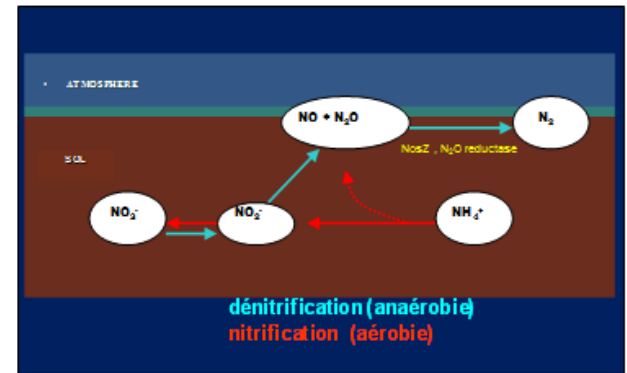 • ATMOSPHERE
NO + N₂O
N₂
NosZ , N₂O reductase
SOL
NO₃⁻
NO₂⁻
NH₄⁺
dénitrification (anaérobie)
nitrification (aérobie)